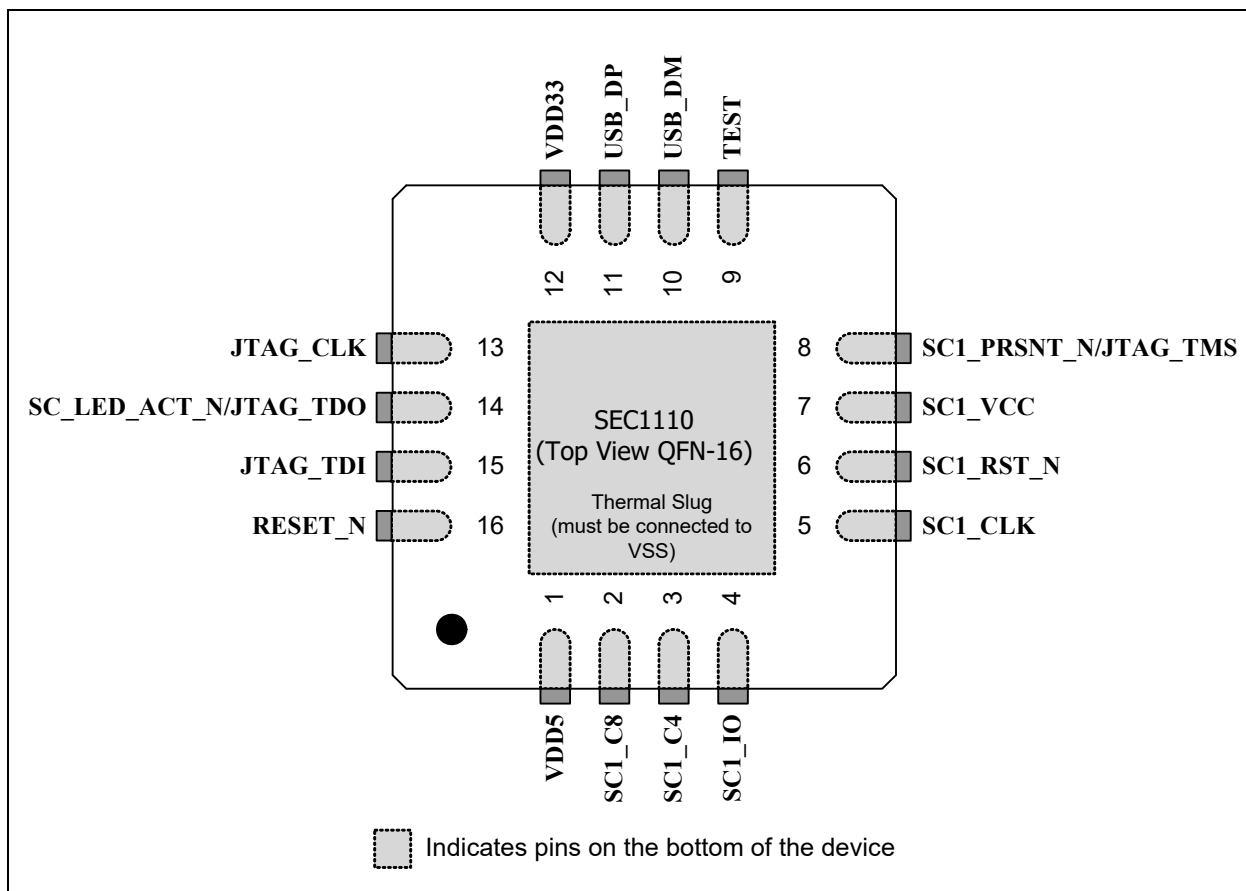 VDD33
USB_DP
USB_DM
TEST
12
11
10
9
JTAG_CLK
13
8
SC1_PRSNT_N/JTAG_TMS
SC_LED_ACT_N/JTAG_TDO
14
7
SC1_VCC
JTAG_TDI
15
6
SC1_RST_N
RESET_N
16
5
SC1_CLK
SEC1110
(Top View QFN-16)
Thermal Slug
(must be connected to
VSS)
1
2
3
4
VDD5
SC1_C8
SC1_C4
SC1_IO
Indicates pins on the bottom of the device